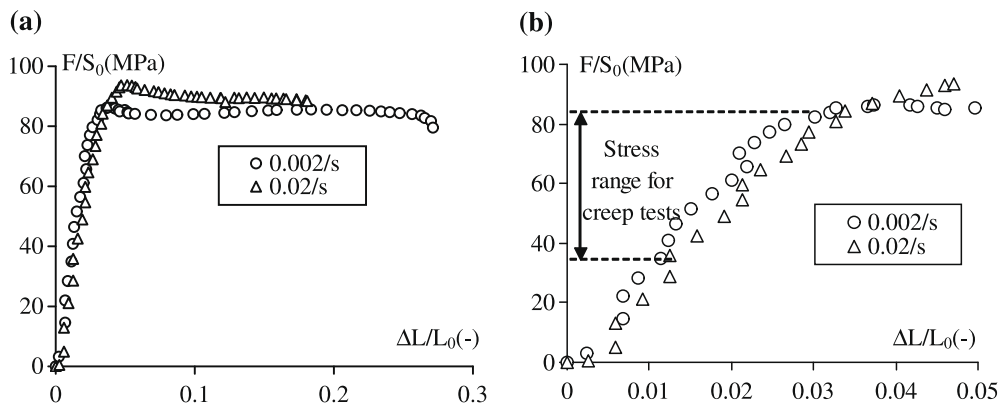 (a)
F/S0(MPa)
100
80
60
40
20
0
0
0.1
0.2
0.3
ΔL/L0(-)
0.002/s
0.02/s
(b)
F/S0(MPa)
100
80
60
40
20
0
0
0.01
0.02
0.03
0.04
0.05
ΔL/L0(-)
Stress
range for
creep tests
0.002/s
0.02/s